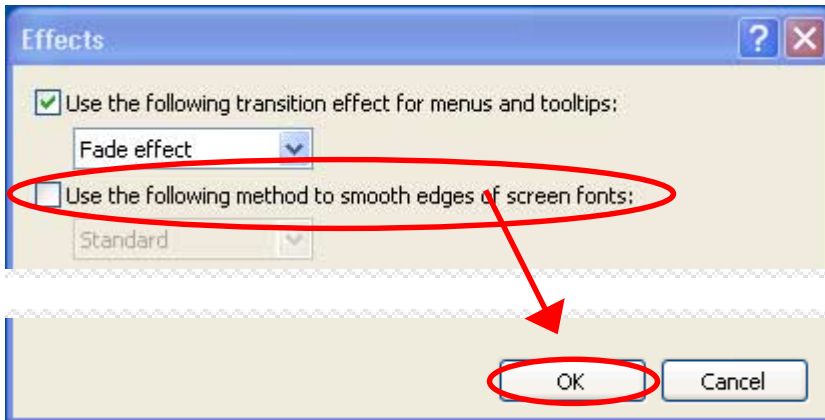 Effects
?
Use the following transition effect for menus and tooltips:
Fade effect
Use the following method to smooth edges of screen fonts:
Standard
OK Cancel